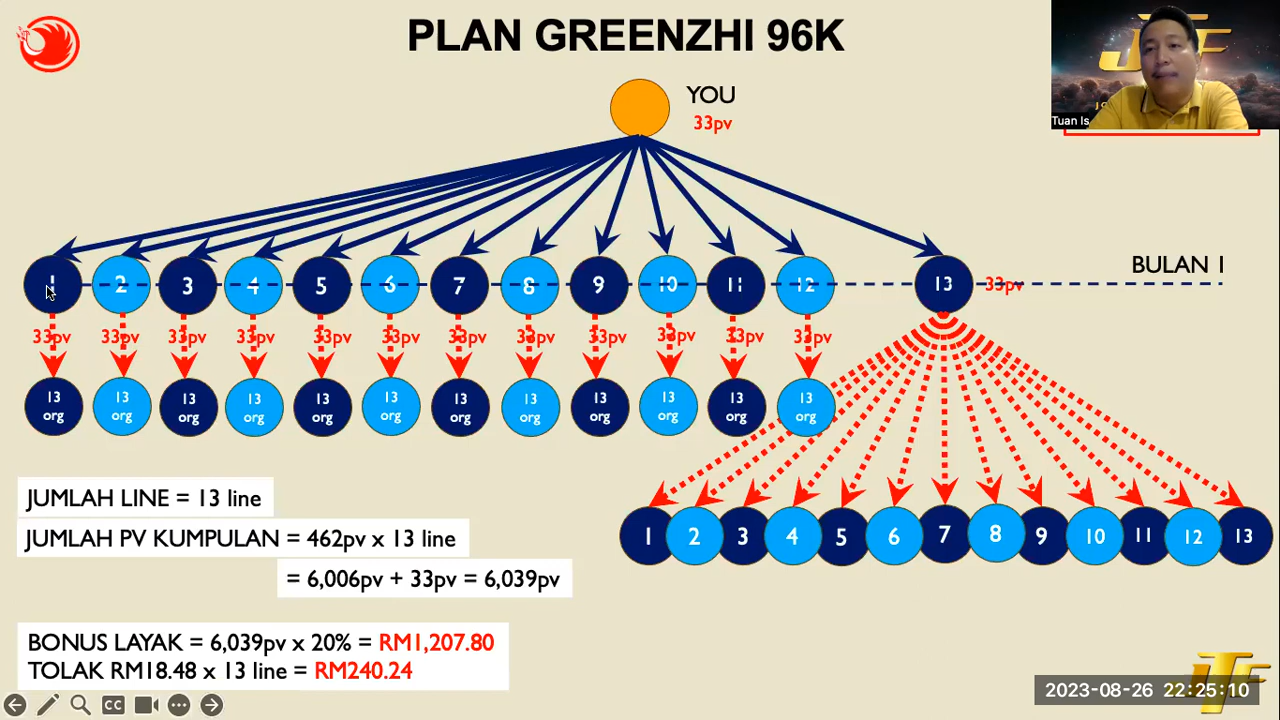 PLAN GREENZHI 96K
YOU
33pv
Tuan Is
BULAN 1
1 2 3 4 5 6 7 8 9 10 11 12 13 33pv
33pv 33pv 33pv 33pv 33pv 33pv 33pv 33pv 33pv 33pv 33pv 33pv
13 org 13 org 13 org 13 org 13 org 13 org 13 org 13 org 13 org 13 org 13 org 13 org
1 2 3 4 5 6 7 8 9 10 11 12 13
JUMLAH LINE = 13 line
JUMLAH PV KUMPULAN = 462pv x 13 line
= 6,006pv + 33pv = 6,039pv
BONUS LAYAK = 6,039pv x 20% = RM1,207.80
TOLAK RM18.48 x 13 line = RM240.24
CC
JTF
2023-08-26 22:25:10